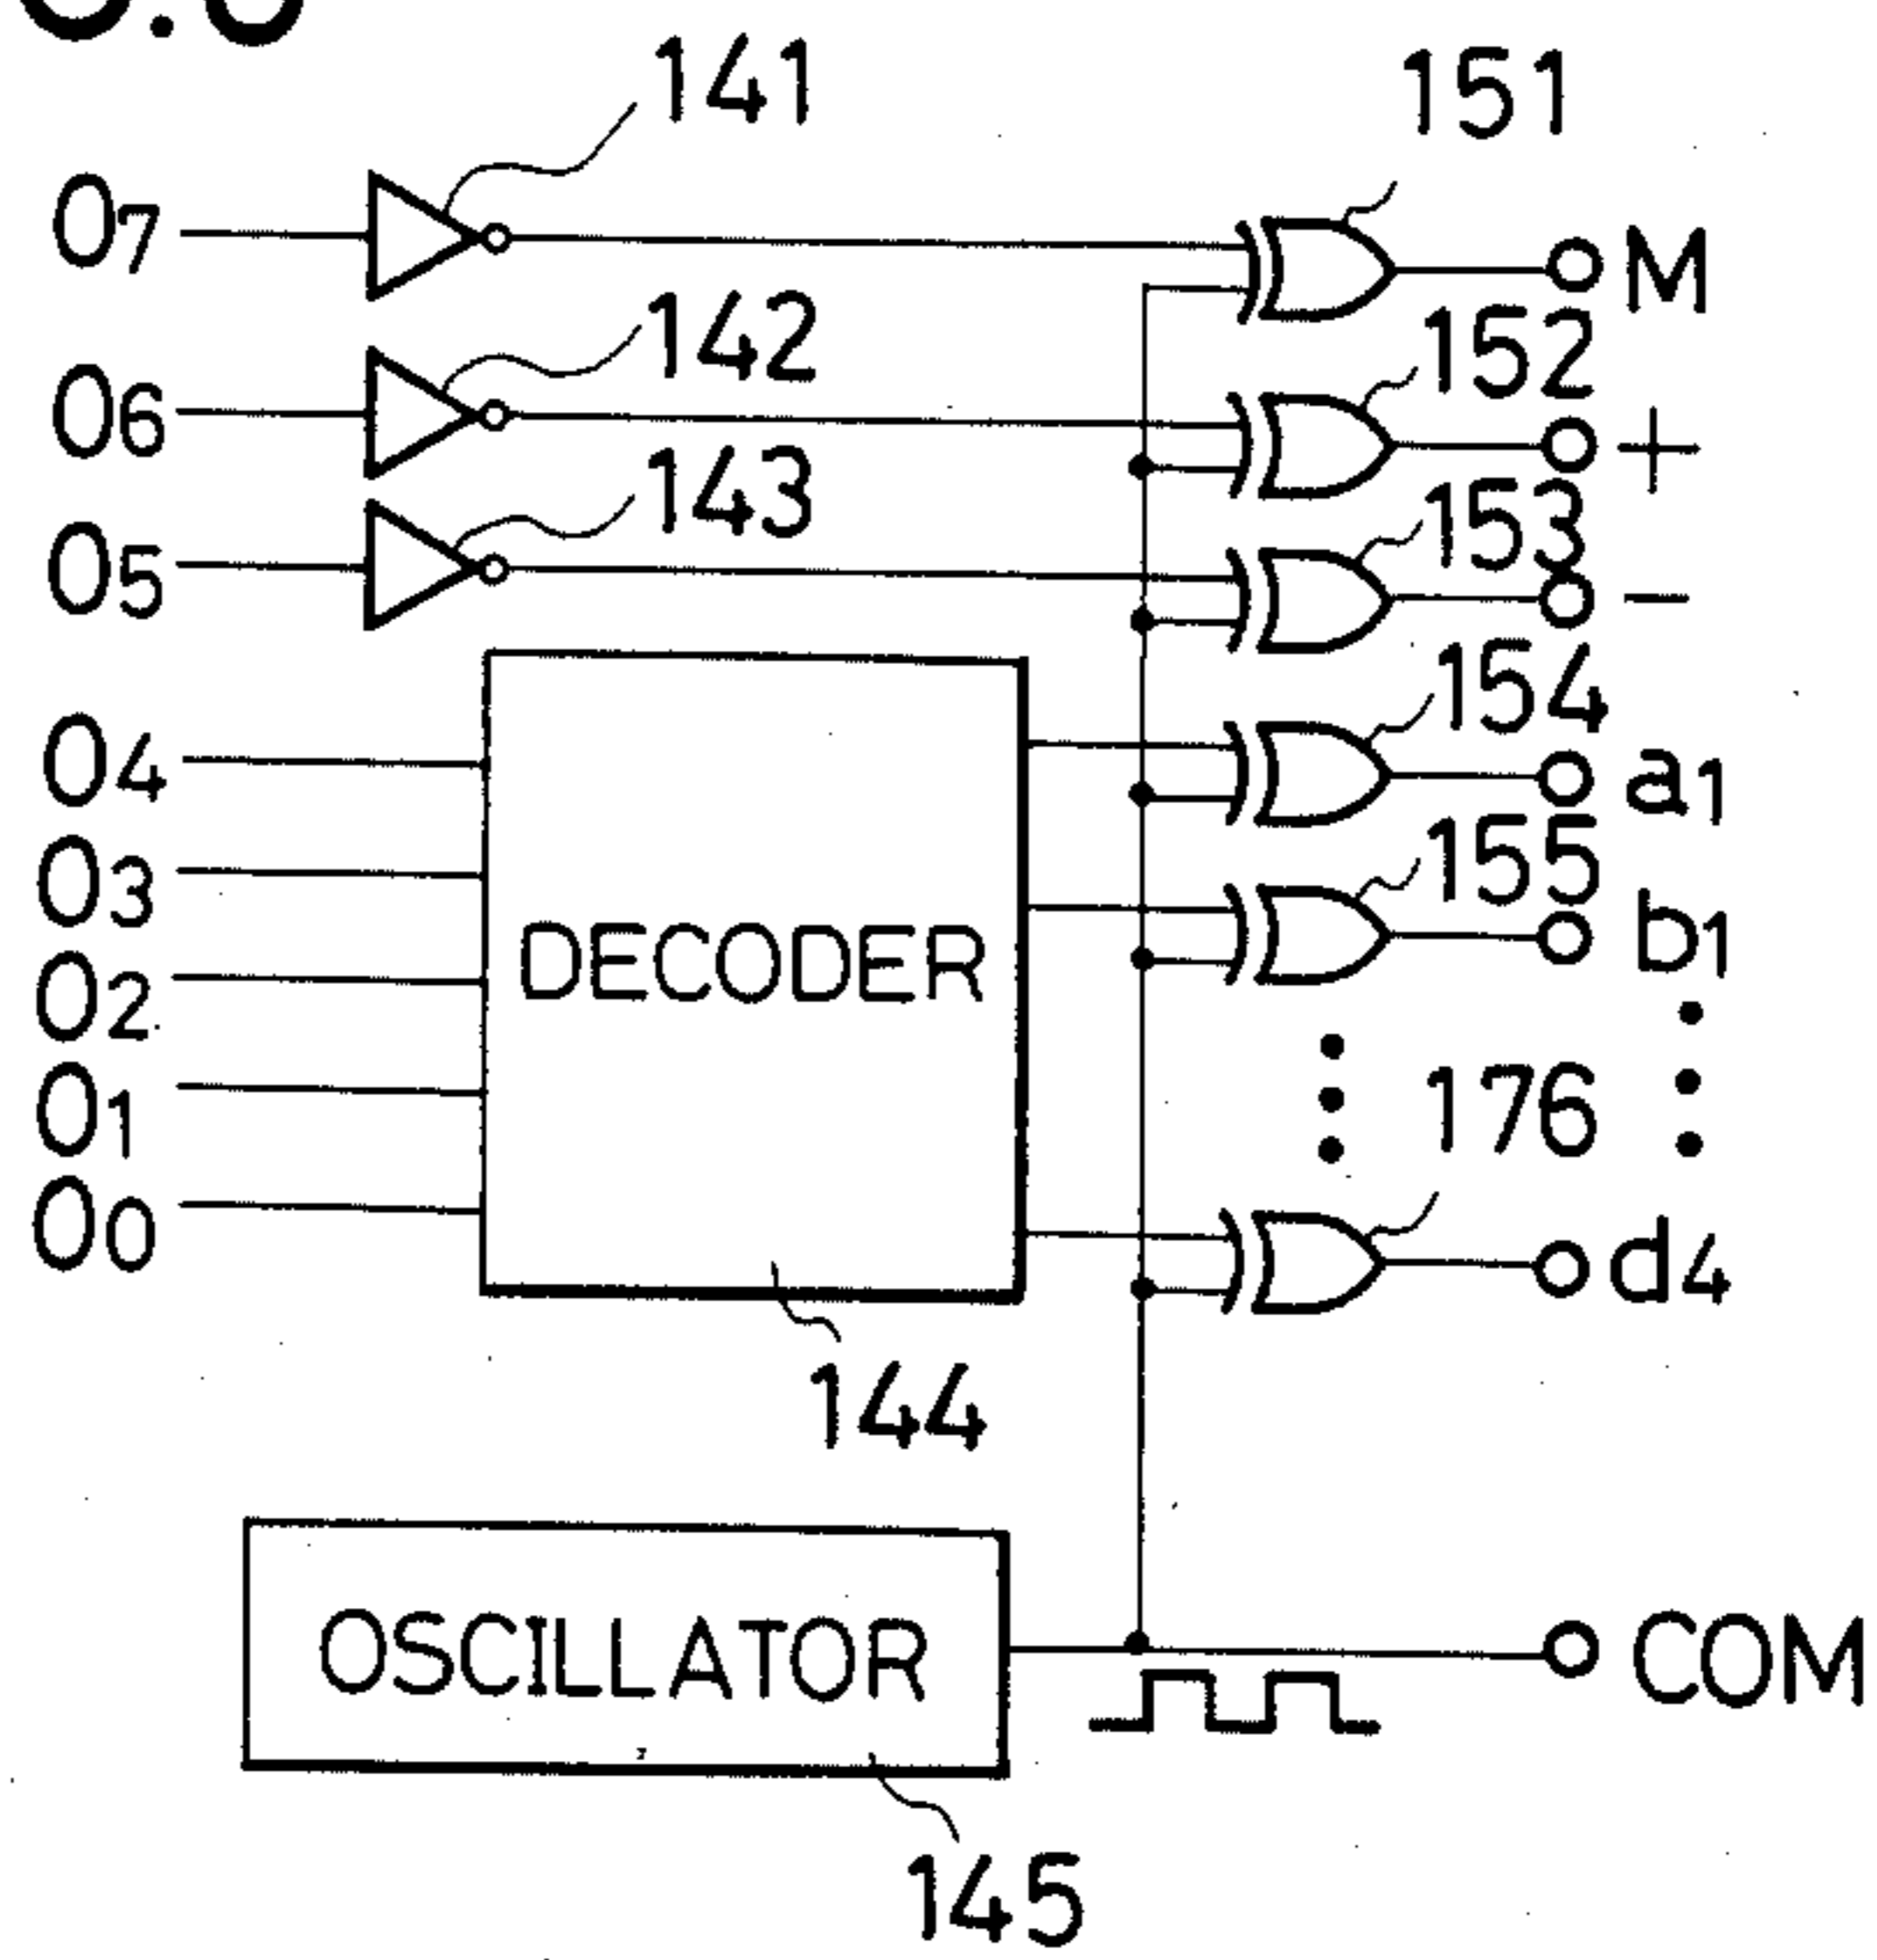 141
151
O7
M
142
152
O6
+
143
153
O5
−
154
O4
a1
155
O3
DECODER
b1
O2
176
O1
O0
d4
144
OSCILLATOR
COM
145